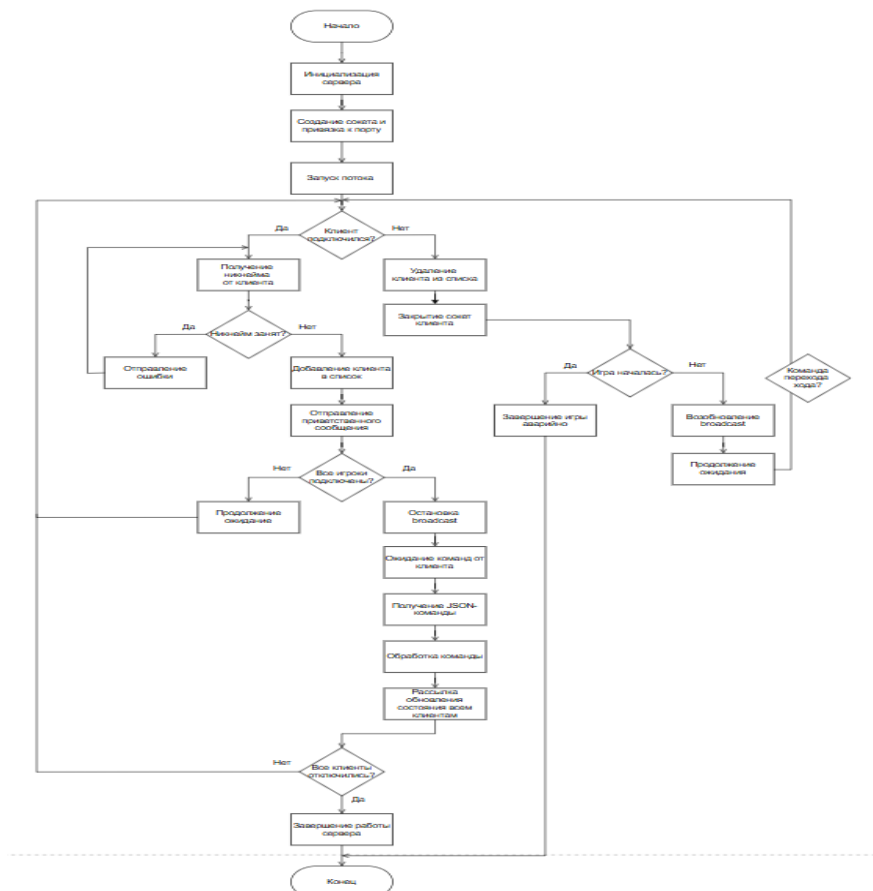 Начало
Инициализация
сервера
Создание сокета и
привязка к порту
Запуск потока
Клиент
подключился?
Да
Нет
Получение
никнейма
от клиента
Удаление
клиента из списка
Закрытие сокет
клиента
Никнейм занят?
Да
Нет
Отправление
ошибки
Добавление клиента
в список
Игра началась?
Да
Нет
Команда
перехода
хода?
Завершение игры
аварийно
Возобновление
broadcast
Отправление
приветственного
сообщения
Продолжение
ожидания
Все игроки
подключены?
Нет
Да
Продолжение
ожидание
Остановка
broadcast
Ожидание команд от
клиента
Получение JSON-
команды
Обработка команды
Рассылка
обновления
состояния всем
клиентам
Все клиенты
отключились?
Нет
Да
Завершение работы
сервера
Конец